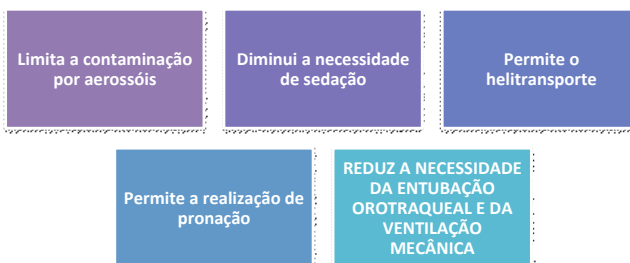 Limita a contaminação
por aerossóis
Diminui a necessidade
de sedação
Permite o
helitransporte
Permite a realização de
pronação
REDUZ A NECESSIDADE
DA ENTUBAÇÃO
OROTRAQUEAL E DA
VENTILAÇÃO
MECÂNICA